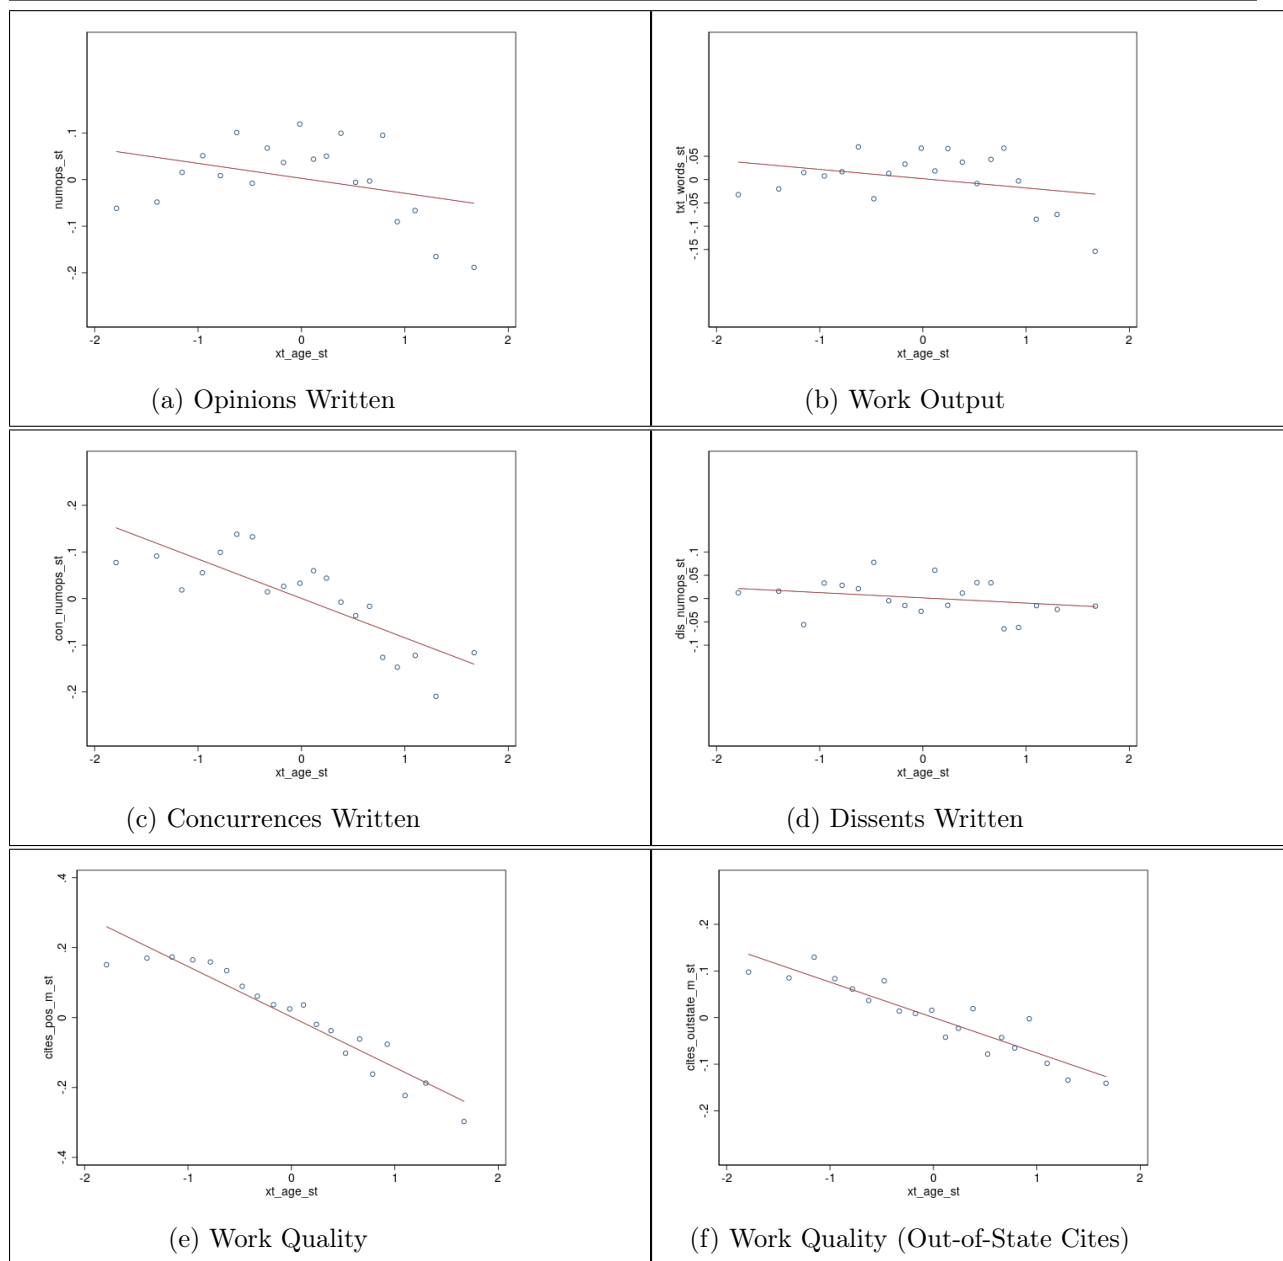 numops_st
.1
0
-.1
-.2
-2 -1 0 1 2
xt_age_st
(a) Opinions Written
txt_words_st
.05
0
-.05
-.1
-.15
-2 -1 0 1 2
xt_age_st
(b) Work Output
con_numops_st
.2
.1
0
-.1
-.2
-2 -1 0 1 2
xt_age_st
(c) Concurrences Written
dis_numops_st
.1
.05
0
-.05
-.1
-2 -1 0 1 2
xt_age_st
(d) Dissents Written
cites_pos_m_st
.4
.2
0
-.2
-.4
-2 -1 0 1 2
xt_age_st
(e) Work Quality
cites_outstate_m_st
.2
.1
0
-.1
-.2
-2 -1 0 1 2
xt_age_st
(f) Work Quality (Out-of-State Cites)